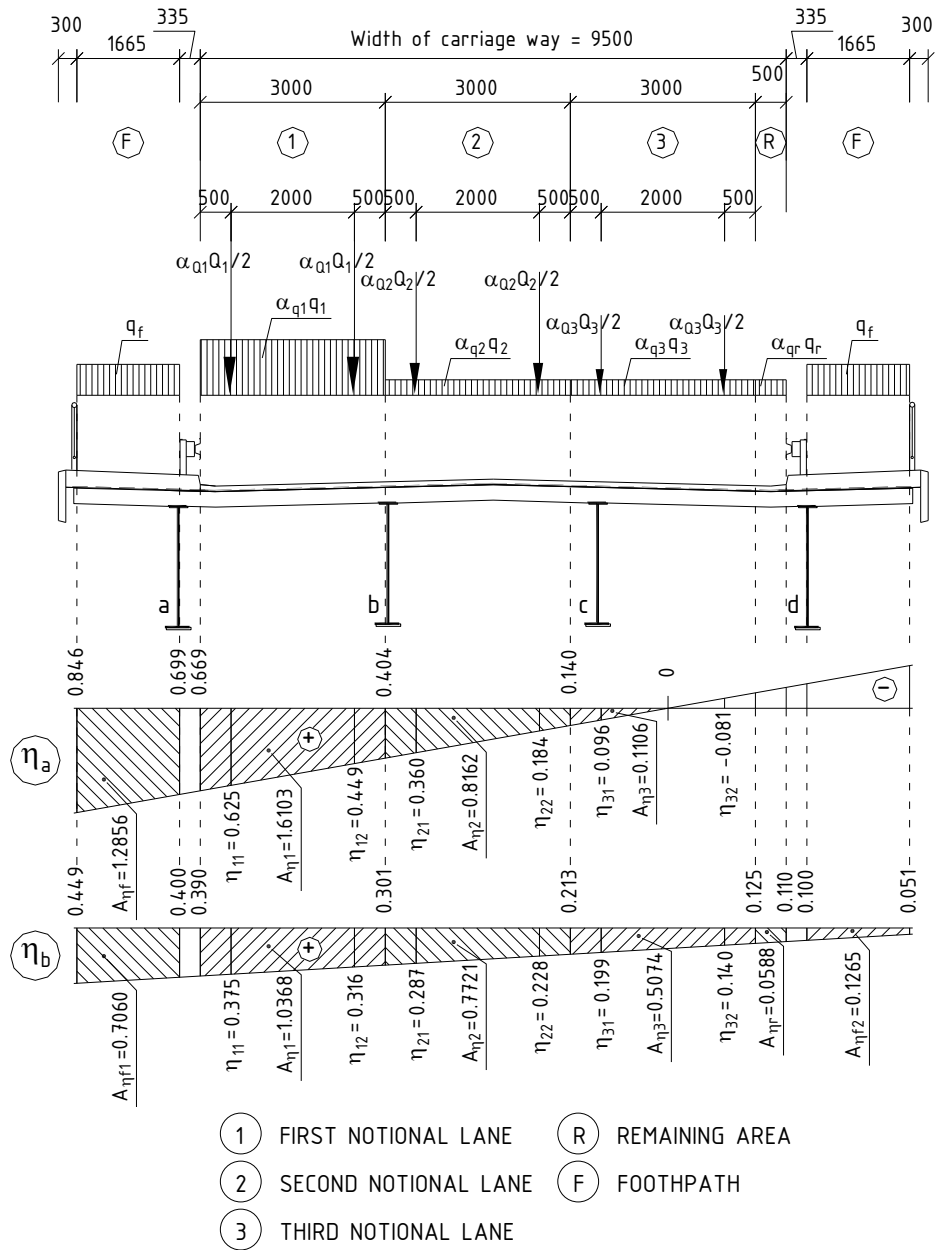 300 1665 335 Width of carriage way = 9500 335 1665 300
3000 3000 3000 500
F 1 2 3 R F
500 2000 500 500 2000 500 500 2000 500
αQ1Q1/2 αQ1Q1/2 αQ2Q2/2 αQ2Q2/2 αQ3Q3/2 αQ3Q3/2
qf αq1q1 αq2q2 αq3q3 αqrqr qf
a b c d
0.846 0.699 0.669 0.404 0.140 0
ηa + −
Aηf=1.2856 η11=0.625 Aη1=1.6103 η12=0.449 η21=0.360 Aη2=0.8162 η22=0.184 η31=0.096 Aη3=0.1106 η32=-0.081
0.449 0.400 0.390 0.301 0.213 0.125 0.110 0.100 0.051
ηb +
Aηf1=0.7060 η11=0.375 Aη1=1.0368 η12=0.316 η21=0.287 Aη2=0.7721 η22=0.228 η31=0.199 Aη3=0.5074 η32=0.140 Aηr=0.0588 Aηf2=0.1265
1 FIRST NOTIONAL LANE R REMAINING AREA
2 SECOND NOTIONAL LANE F FOOTHPATH
3 THIRD NOTIONAL LANE